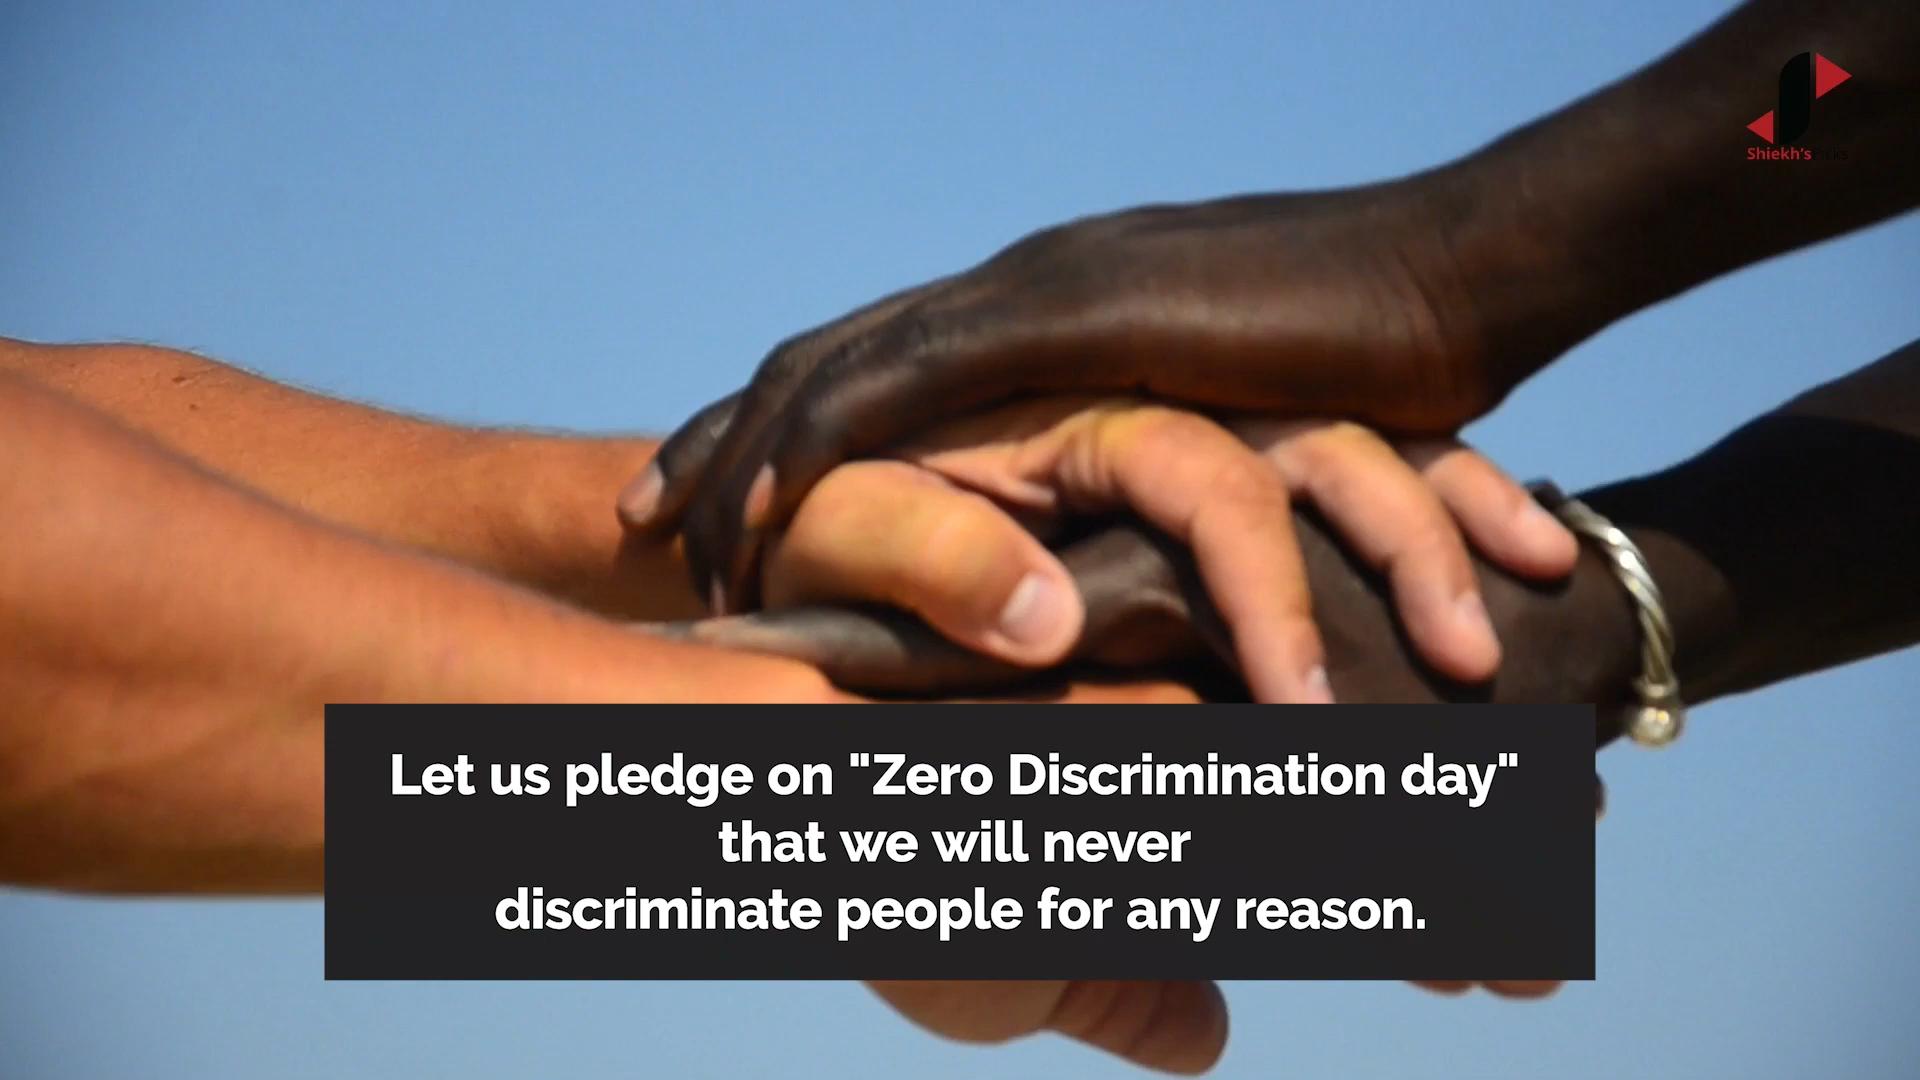 Shiekh's
Let us pledge on "Zero Discrimination day"
that we will never
discriminate people for any reason.